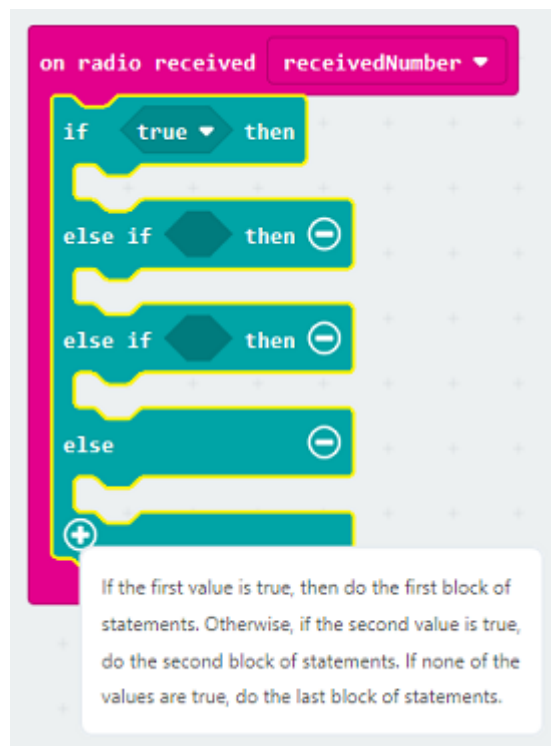 on radio received receivedNumber
if true then
else if then
else if then
else
If the first value is true, then do the first block of
statements. Otherwise, if the second value is true,
do the second block of statements. If none of the
values are true, do the last block of statements.